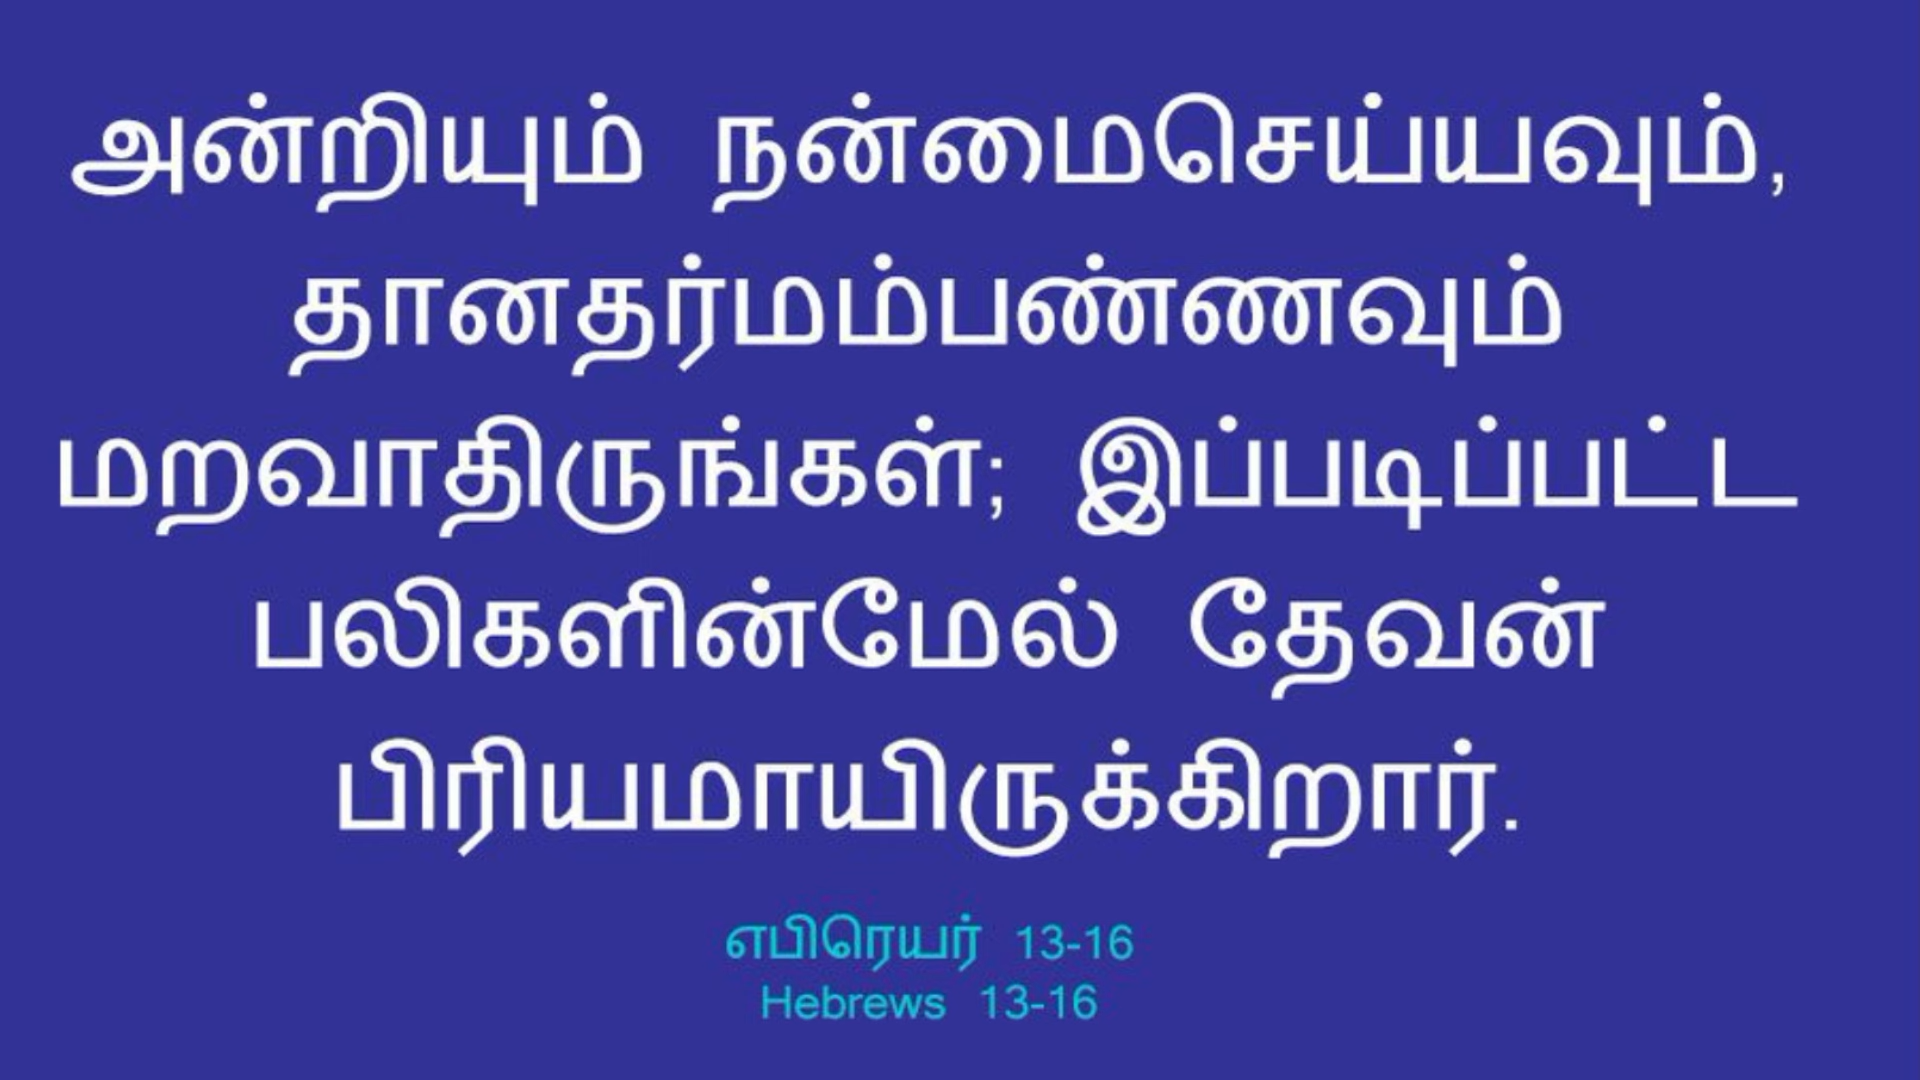 அன்றியும் நன்மைசெய்யவும்,
தானதர்மம்பண்ணவும்
மறவாதிருங்கள்; இப்படிப்பட்ட
பலிகளின்மேல் தேவன்
பிரியமாயிருக்கிறார்.
எபிரெயர் 13-16
Hebrews 13-16